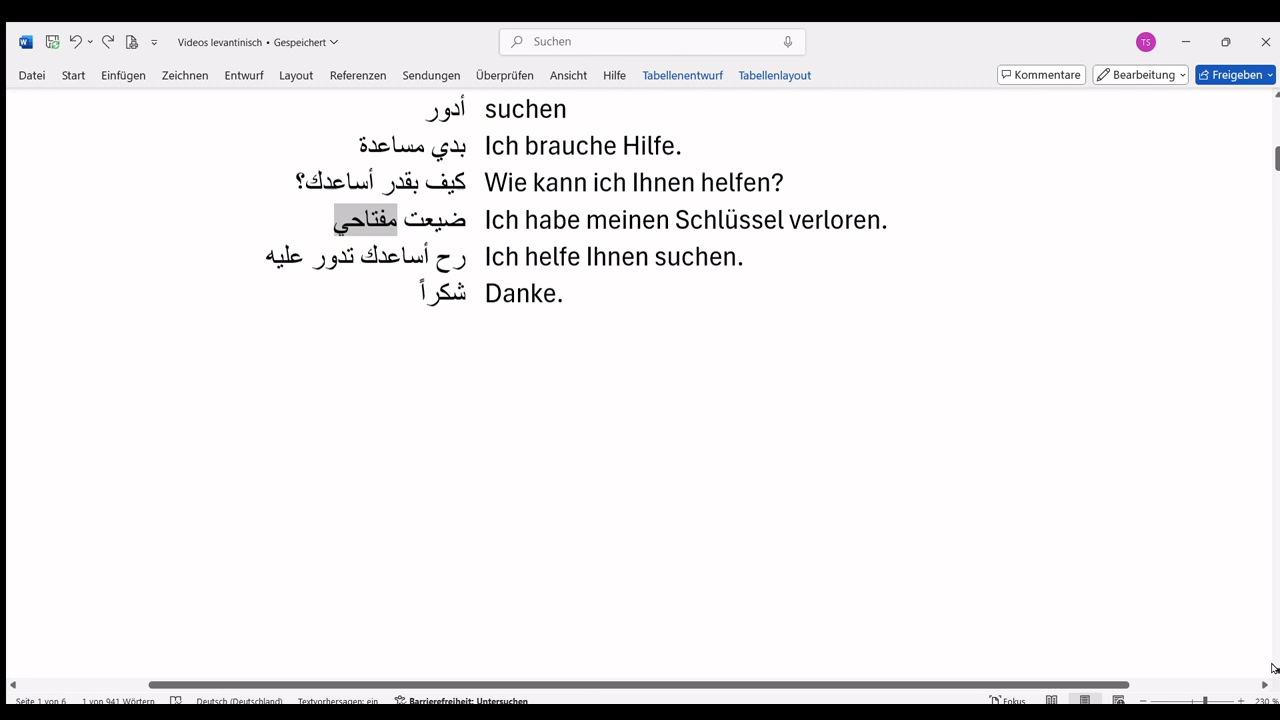 Videos levantinisch • Gespeichert
Suchen
TS
Datei Start Einfügen Zeichnen Entwurf Layout Referenzen Sendungen Überprüfen Ansicht Hilfe Tabellenentwurf Tabellenlayout Kommentare Bearbeitung Freigeben
أدور suchen
بدي مساعدة Ich brauche Hilfe.
كيف بقدر أساعدك؟ Wie kann ich Ihnen helfen?
ضيعت مفتاحي Ich habe meinen Schlüssel verloren.
رح أساعدك تدور عليه Ich helfe Ihnen suchen.
شكراً Danke.
Seite 1 von 6 1 von 941 Wörtern Deutsch (Deutschland) Textvorhersagen: ein Barrierefreiheit: Untersuchen Fokus 230 %